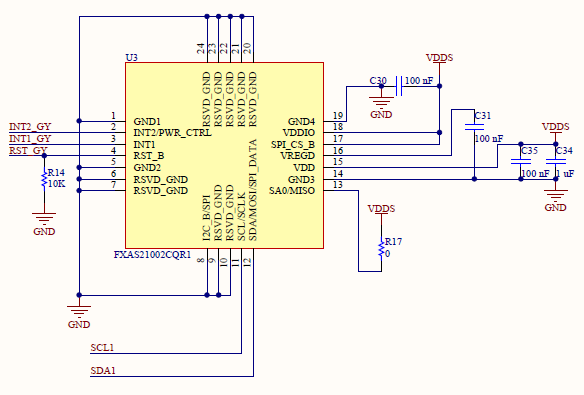 24
23
22
21
20
U3
RSVD_GND
RSVD_GND
RSVD_GND
RSVD_GND
RSVD_GND
VDDS
C30
100 nF
GND
1
GND1
GND4
19
INT2_GY
2
INT2/PWR_CTRL
VDDIO
18
INT1_GY
3
INT1
SPI_CS_B
17
RST_GY
4
RST_B
VREGD
16
5
GND2
VDD
15
6
RSVD_GND
GND3
14
7
RSVD_GND
SA0/MISO
13
C31
100 nF
VDDS
C35
100 nF
C34
1 uF
GND
R14
10K
GND
I2C_B/SPI
RSVD_GND
RSVD_GND
SCL/SCLK
SDA/MOSI/SPI_DATA
FXAS21002CQR1
8
9
10
11
12
VDDS
R17
0
GND
SCL1
SDA1